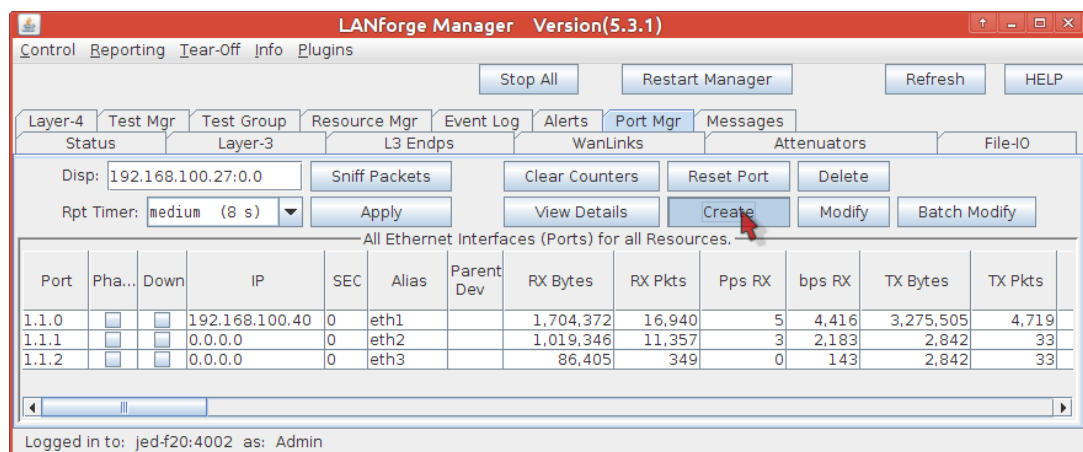 LANforge Manager Version(5.3.1)
Control Reporting Tear-Off Info Plugins
Stop All Restart Manager Refresh HELP
Layer-4 Test Mgr Test Group Resource Mgr Event Log Alerts Port Mgr Messages
Status Layer-3 L3 Endps WanLinks Attenuators File-IO
Disp: 192.168.100.27:0.0 Sniff Packets Clear Counters Reset Port Delete
Rpt Timer: medium (8 s) Apply View Details Create Modify Batch Modify
All Ethernet Interfaces (Ports) for all Resources.
Port Pha... Down IP SEC Alias Parent Dev RX Bytes RX Pkts Pps RX bps RX TX Bytes TX Pkts
1.1.0 192.168.100.40 0 eth1 1,704,372 16,940 5 4,416 3,275,505 4,719
1.1.1 0.0.0.0 0 eth2 1,019,346 11,357 3 2,183 2,842 33
1.1.2 0.0.0.0 0 eth3 86,405 349 0 143 2,842 33
Logged in to: jed-f20:4002 as: Admin